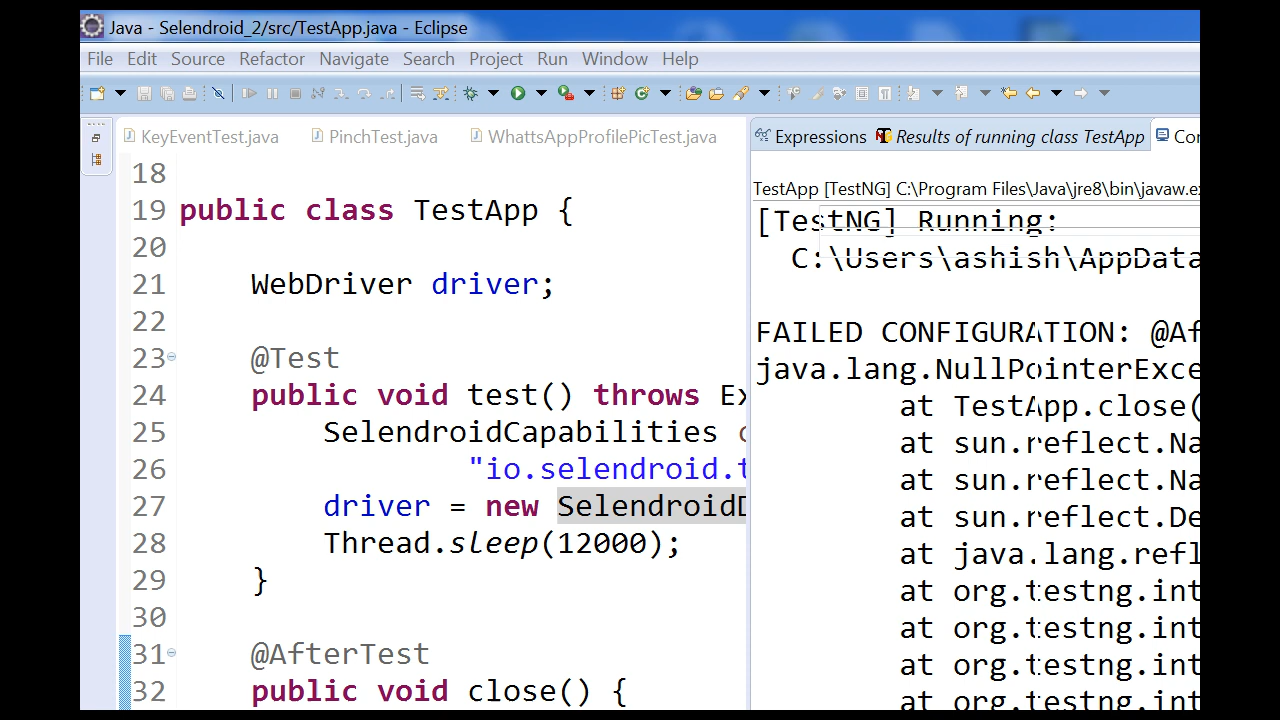 Java - Selendroid_2/src/TestApp.java - Eclipse
File Edit Source Refactor Navigate Search Project Run Window Help
KeyEventTest.java PinchTest.java WhattsAppProfilePicTest.java
18
19 public class TestApp {
20
21 WebDriver driver;
22
23 @Test
24 public void test() throws Ex
25 SelendroidCapabilities c
26 "io.selendroid.t
27 driver = new SelendroidD
28 Thread.sleep(12000);
29 }
30
31 @AfterTest
32 public void close() {
Expressions Results of running class TestApp Con
TestApp [TestNG] C:\Program Files\Java\jre8\bin\javaw.ex
[TestNG] Running:
C:\Users\ashish\AppData
FAILED CONFIGURATION: @Af
java.lang.NullPointerExce
at TestApp.close(
at sun.reflect.Na
at sun.reflect.Na
at sun.reflect.De
at java.lang.refl
at org.testng.int
at org.testng.int
at org.testng.int
at org.testng.int